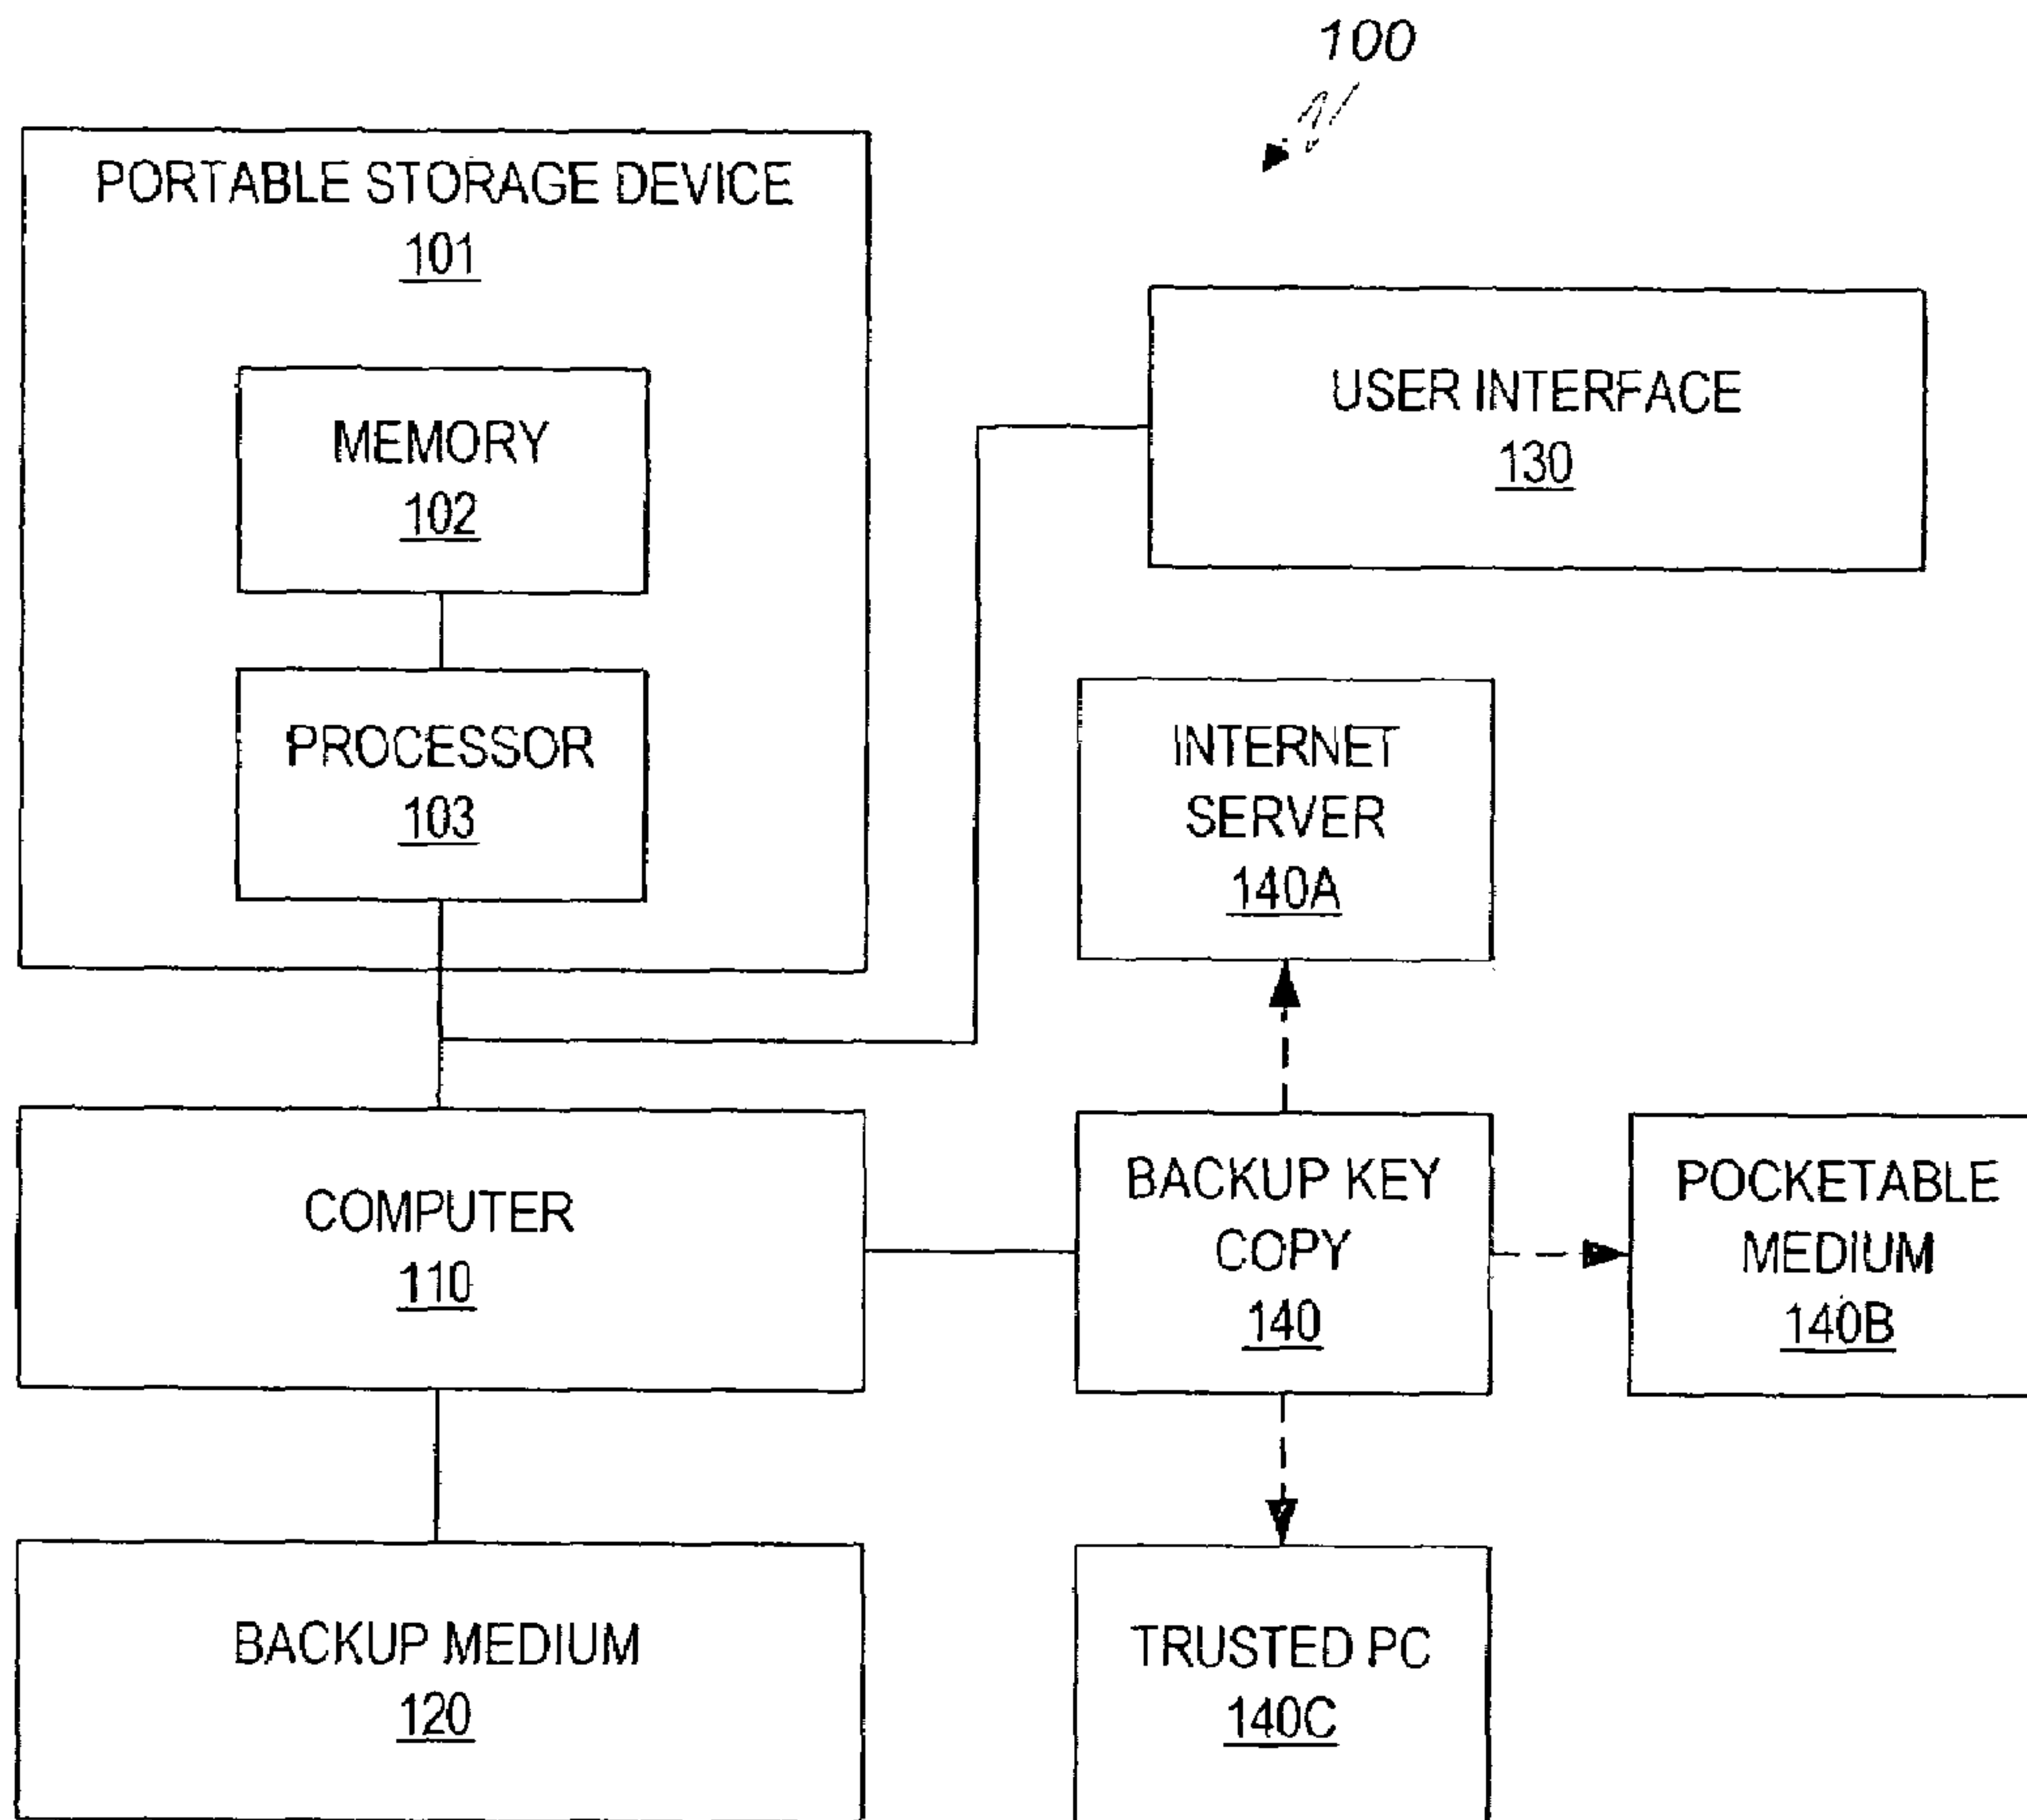 100
PORTABLE STORAGE DEVICE
101
MEMORY
102
PROCESSOR
103
USER INTERFACE
130
INTERNET
SERVER
140A
COMPUTER
110
BACKUP KEY
COPY
140
POCKETABLE
MEDIUM
140B
BACKUP MEDIUM
120
TRUSTED PC
140C